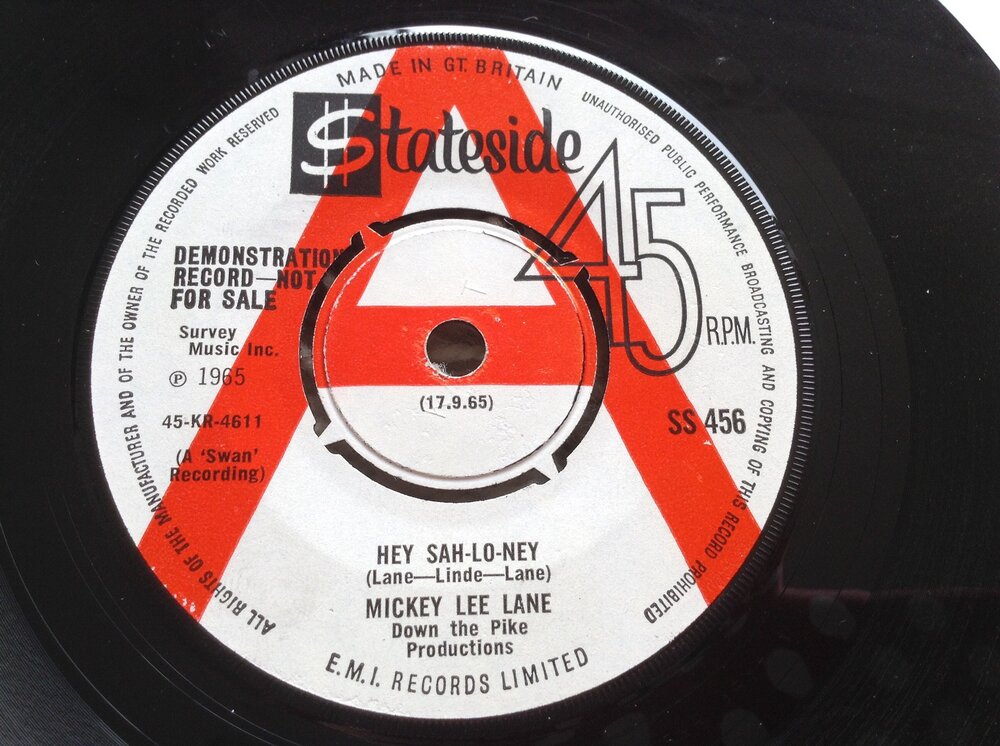 MADE IN GT. BRITAIN
$tateside
45
R.P.M.
DEMONSTRATION
RECORD—NOT
FOR SALE
Survey
Music Inc.
℗ 1965
45-KR-4611
(A 'Swan'
Recording)
(17.9.65)
SS 456
HEY SAH-LO-NEY
(Lane—Linde—Lane)
MICKEY LEE LANE
Down the Pike
Productions
E.M.I. RECORDS LIMITED
ALL RIGHTS OF THE MANUFACTURER AND OF THE OWNER OF THE RECORDED WORK RESERVED
UNAUTHORISED PUBLIC PERFORMANCE BROADCASTING AND COPYING OF THIS RECORD PROHIBITED
A